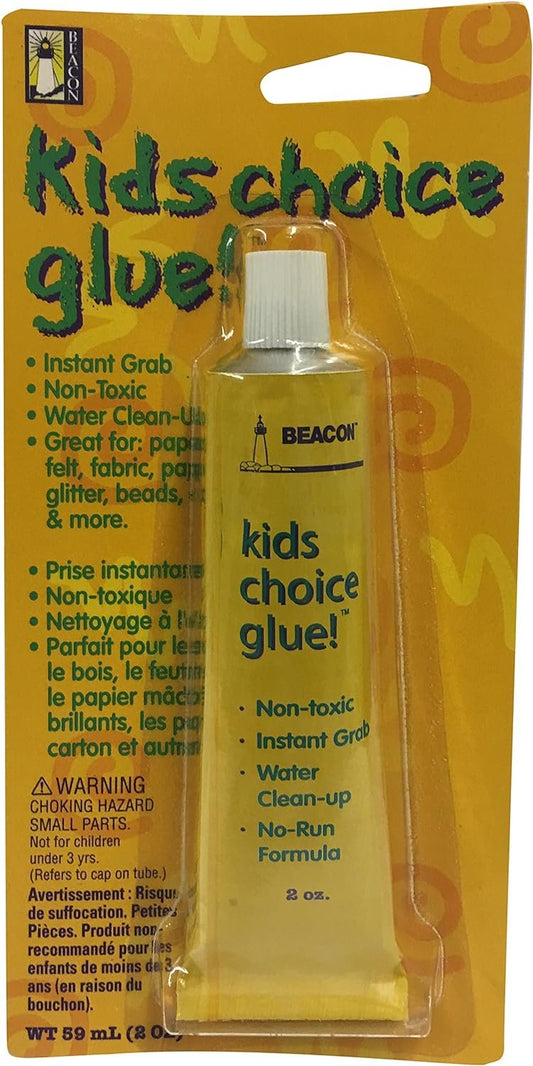 BEACON
Kids choice
glue!
• Instant Grab
• Non-Toxic
• Water Clean-Up
• Great for:
felt, fabric,
glitter, beads,
& more.
• Prise
• Non-toxique
• Nettoyage à
• Parfait pour
le bois, le
le papier
brillants, les
carton et
⚠WARNING
CHOKING HAZARD
SMALL PARTS.
Not for children
under 3 yrs.
(Refers to cap on tube.)
Avertissement : Risque
de suffocation. Petites
Pièces. Produit non-
recommandé pour les
enfants de moins de 3
ans (en raison du
bouchon).
WT 59 mL (2 OZ)
BEACON™
kids
choice
glue!™
· Non-toxic
· Instant Grab
· Water
Clean-up
· No-Run
Formula
2 oz.